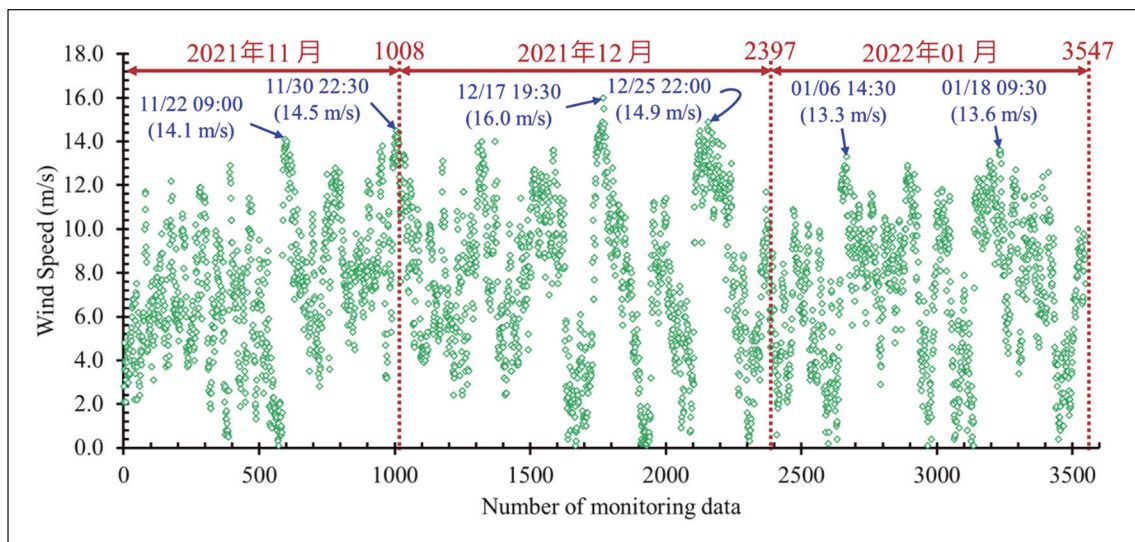 18.0
16.0
14.0
12.0
10.0
8.0
6.0
4.0
2.0
0.0
Wind Speed (m/s)
2021年11月
1008
2021年12月
2397
2022年01月
3547
11/22 09:00
(14.1 m/s)
11/30 22:30
(14.5 m/s)
12/17 19:30
(16.0 m/s)
12/25 22:00
(14.9 m/s)
01/06 14:30
(13.3 m/s)
01/18 09:30
(13.6 m/s)
0 500 1000 1500 2000 2500 3000 3500
Number of monitoring data